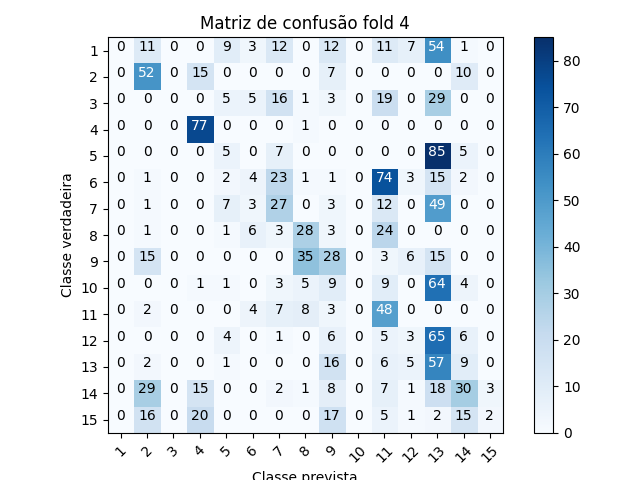 Matriz de confusão fold 4
1 0 11 0 0 9 3 12 0 12 0 11 7 54 1 0
2 0 52 0 15 0 0 0 0 7 0 0 0 0 10 0
3 0 0 0 0 5 5 16 1 3 0 19 0 29 0 0
4 0 0 0 77 0 0 0 1 0 0 0 0 0 0 0
5 0 0 0 0 5 0 7 0 0 0 0 0 85 5 0
6 0 1 0 0 2 4 23 1 1 0 74 3 15 2 0
7 0 1 0 0 7 3 27 0 3 0 12 0 49 0 0
8 0 1 0 0 1 6 3 28 3 0 24 0 0 0 0
9 0 15 0 0 0 0 0 35 28 0 3 6 15 0 0
10 0 0 0 1 1 0 3 5 9 0 9 0 64 4 0
11 0 2 0 0 0 4 7 8 3 0 48 0 0 0 0
12 0 0 0 0 4 0 1 0 6 0 5 3 65 6 0
13 0 2 0 0 1 0 0 0 16 0 6 5 57 9 0
14 0 29 0 15 0 0 2 1 8 0 7 1 18 30 3
15 0 16 0 20 0 0 0 0 17 0 5 1 2 15 2
1 2 3 4 5 6 7 8 9 10 11 12 13 14 15
Classe prevista
Classe verdadeira
80
70
60
50
40
30
20
10
0